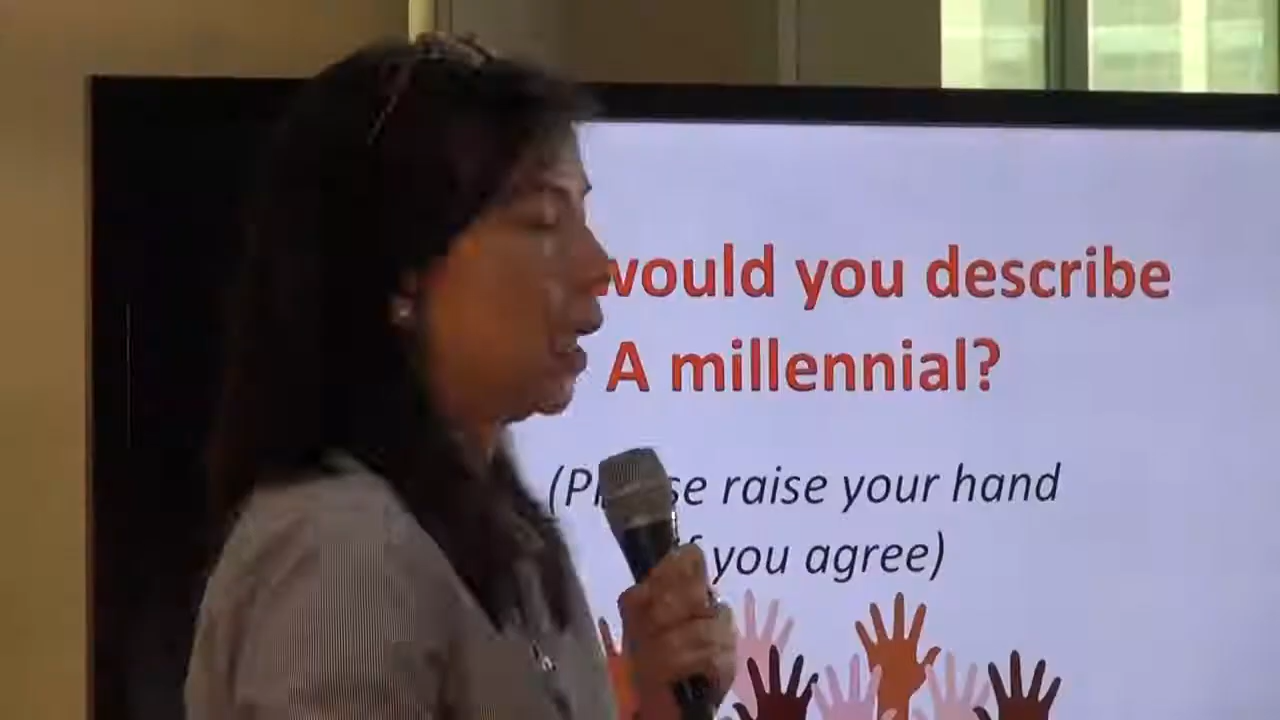 would you describe
A millennial?
raise your hand
you agree)